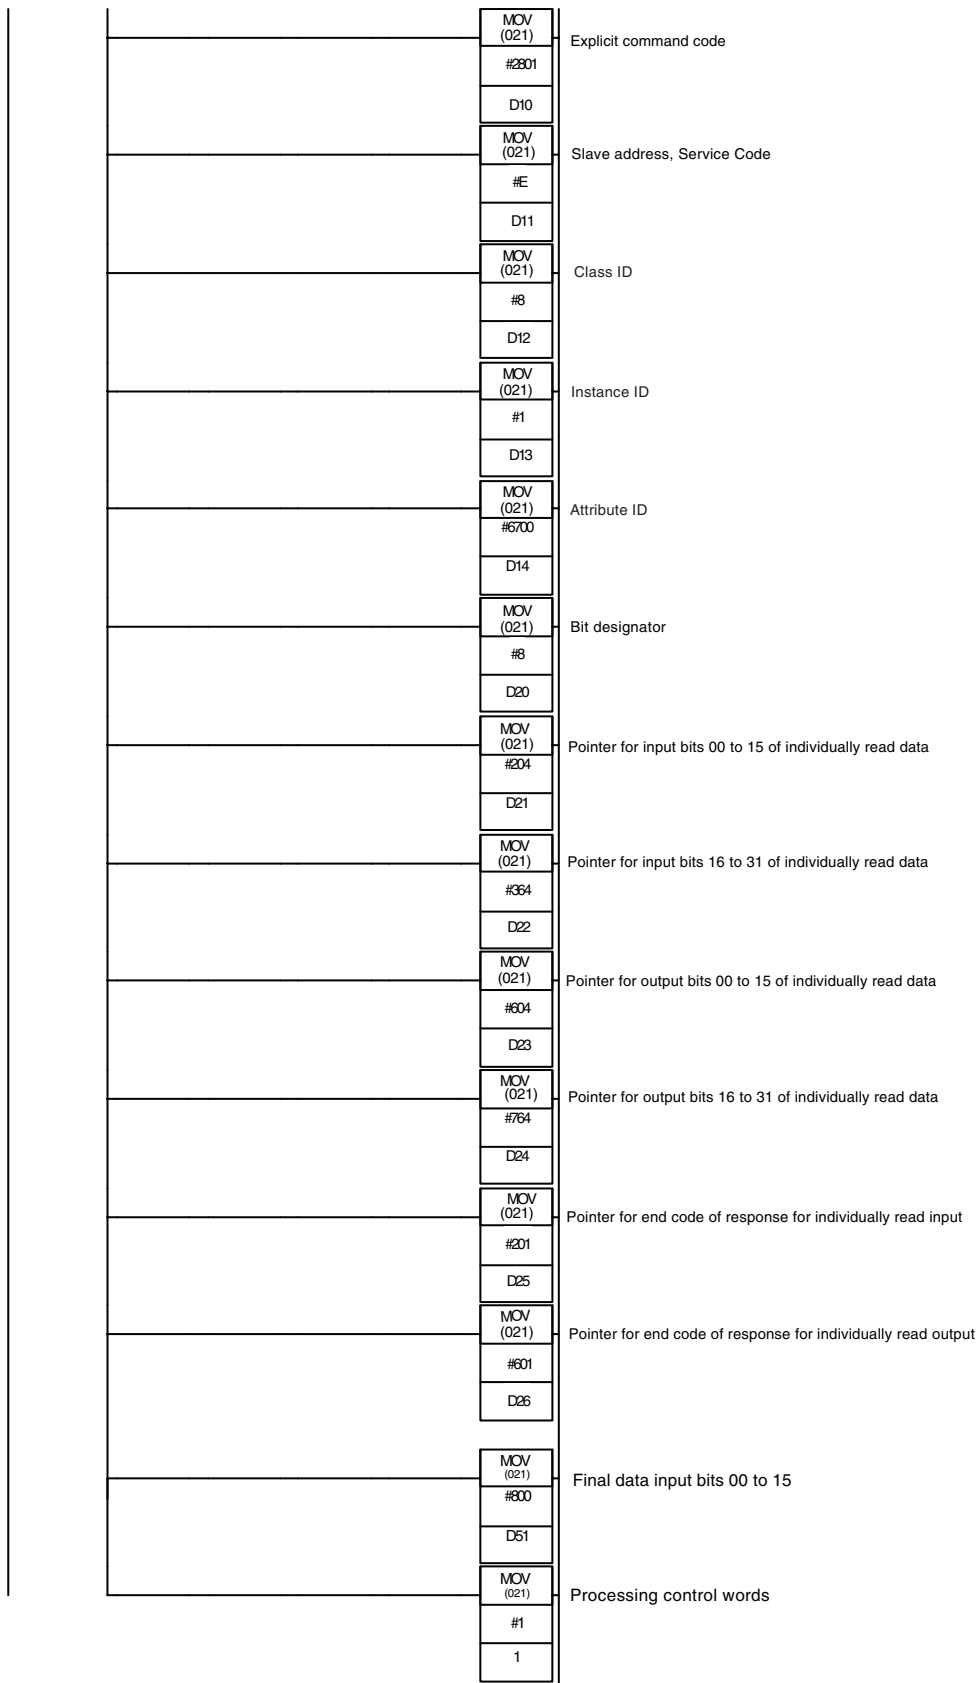 MOV
(021)
Explicit command code
#2801
D10
MOV
(021)
Slave address, Service Code
#E
D11
MOV
(021)
Class ID
#8
D12
MOV
(021)
Instance ID
#1
D13
MOV
(021)
Attribute ID
#6700
D14
MOV
(021)
Bit designator
#8
D20
MOV
(021)
Pointer for input bits 00 to 15 of individually read data
#204
D21
MOV
(021)
Pointer for input bits 16 to 31 of individually read data
#364
D22
MOV
(021)
Pointer for output bits 00 to 15 of individually read data
#604
D23
MOV
(021)
Pointer for output bits 16 to 31 of individually read data
#764
D24
MOV
(021)
Pointer for end code of response for individually read input
#201
D25
MOV
(021)
Pointer for end code of response for individually read output
#601
D26
MOV
(021)
Final data input bits 00 to 15
#800
D51
MOV
(021)
Processing control words
#1
1